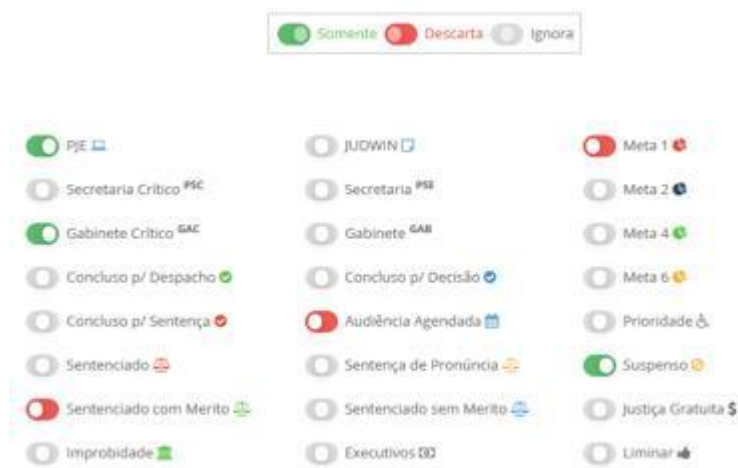 Somente Descarta Ignora
PJE JUDWIN Meta 1
Secretaria Crítico PSC Secretaria PSE Meta 2
Gabinete Crítico GAC Gabinete GAB Meta 4
Concluso p/ Despacho Concluso p/ Decisão Meta 6
Concluso p/ Sentença Audiência Agendada Prioridade
Sentenciado Sentença de Pronúncia Suspenso
Sentenciado com Merito Sentenciado sem Merito Justiça Gratuita $
Improbidade Executivos Liminar